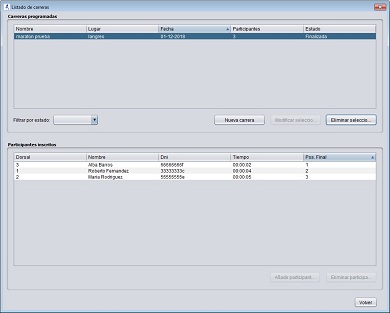 Listado de carreras
Carreras programadas
Nombre Lugar Fecha Participantes Estado
maraton prueba langreo 01-12-2018 3 Finalizada
Filtrar por estado: Nueva carrera Modificar selecció... Eliminar selecció...
Participantes inscritos
Dorsal Nombre Dni Tiempo Pos. Final
3 Alba Barros 66666666f 00:00:02 1
1 Roberto Fernandez 33333333c 00:00:04 2
2 Maria Rodriguez 55555555e 00:00:05 3
Añadir participant... Eliminar participa...
Volver